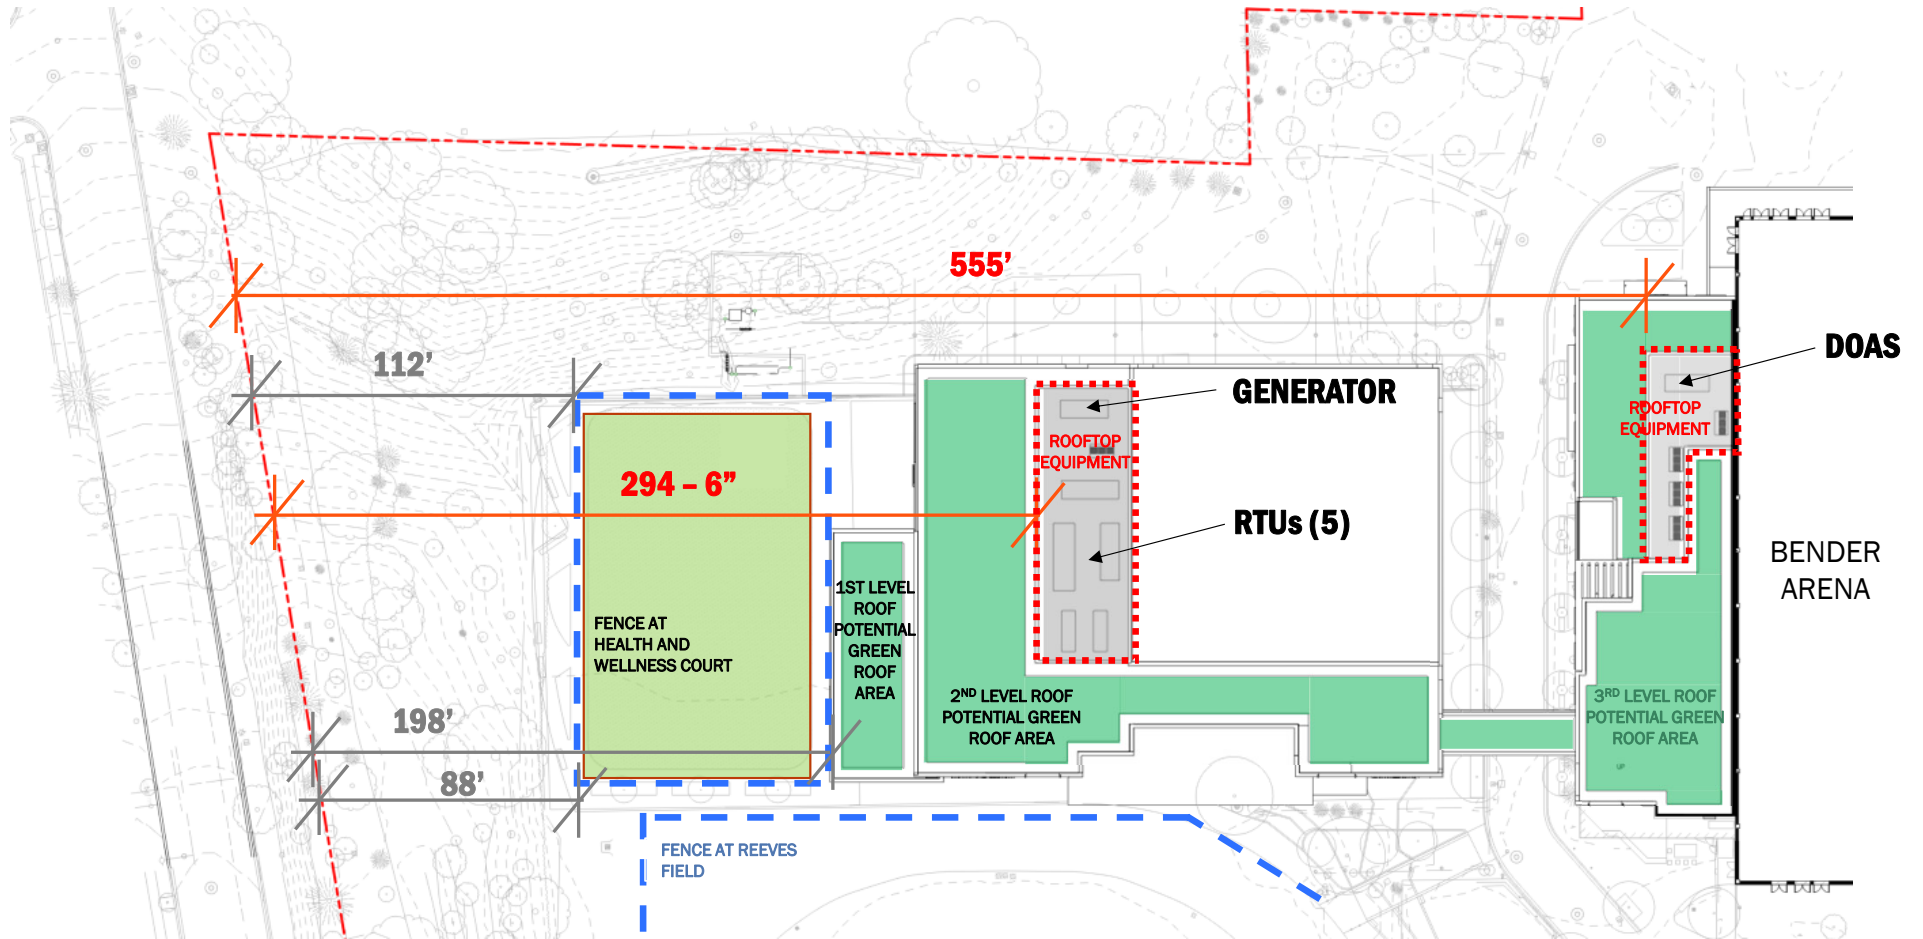 555’
DOAS
112’
GENERATOR
ROOFTOP
EQUIPMENT
ROOFTOP
EQUIPMENT
294 – 6”
RTUs (5)
BENDER
ARENA
1ST LEVEL
ROOF
POTENTIAL
GREEN
ROOF
AREA
FENCE AT
HEALTH AND
WELLNESS COURT
2ND LEVEL ROOF
POTENTIAL GREEN
ROOF AREA
3RD LEVEL ROOF
POTENTIAL GREEN
ROOF AREA
UP
198’
88’
FENCE AT REEVES
FIELD